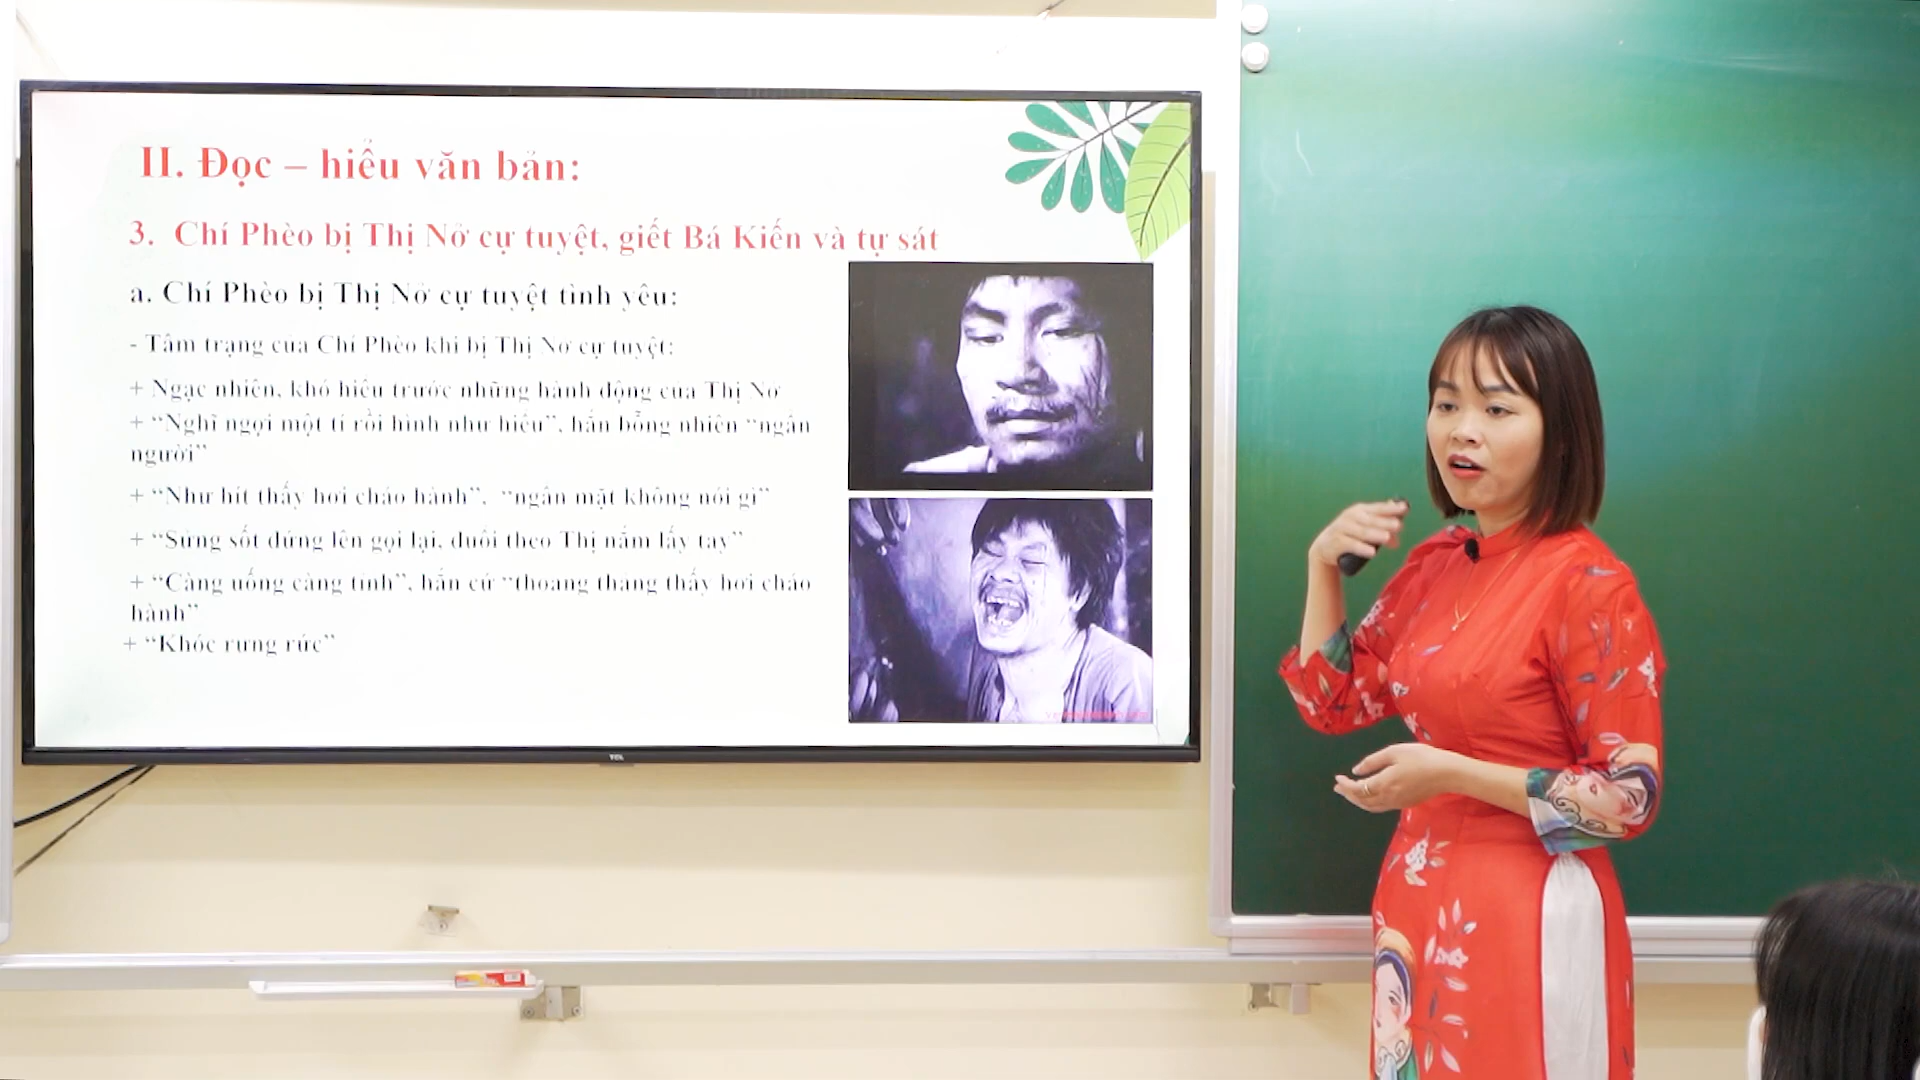 II. Đọc – hiểu văn bản:
3. Chí Phèo bị Thị Nở cự tuyệt, giết Bá Kiến và tự sát
a. Chí Phèo bị Thị Nở cự tuyệt tình yêu:
- Tâm trạng của Chí Phèo khi bị Thị Nở cự tuyệt:
+ Ngạc nhiên, khó hiểu trước những hành động của Thị Nở
+ “Nghĩ ngợi một tí rồi hình như hiểu”, hắn bỗng nhiên “ngẩn
người”
+ “Như hít thấy hơi cháo hành”, “ngẩn mặt không nói gì”
+ “Sửng sốt đứng lên gọi lại, đuổi theo Thị nắm lấy tay”
+ “Càng uống càng tỉnh”, hắn cứ “thoang thảng thấy hơi cháo
hành”
+ “Khóc rưng rức”
TCL